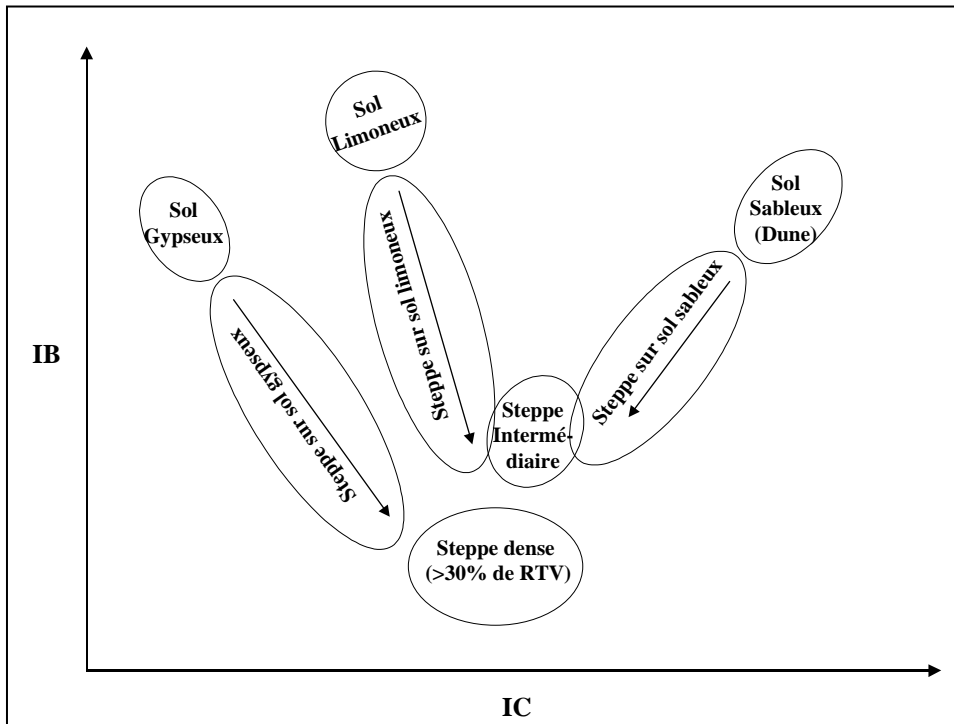 Sol
Limoneux
Sol
Gypseux
Sol
Sableux
(Dune)
Steppe sur sol limoneux
Steppe sur sol sableux
Steppe sur sol gypseux
IB
Steppe
Intermé-
diaire
Steppe dense
(>30% de RTV)
IC